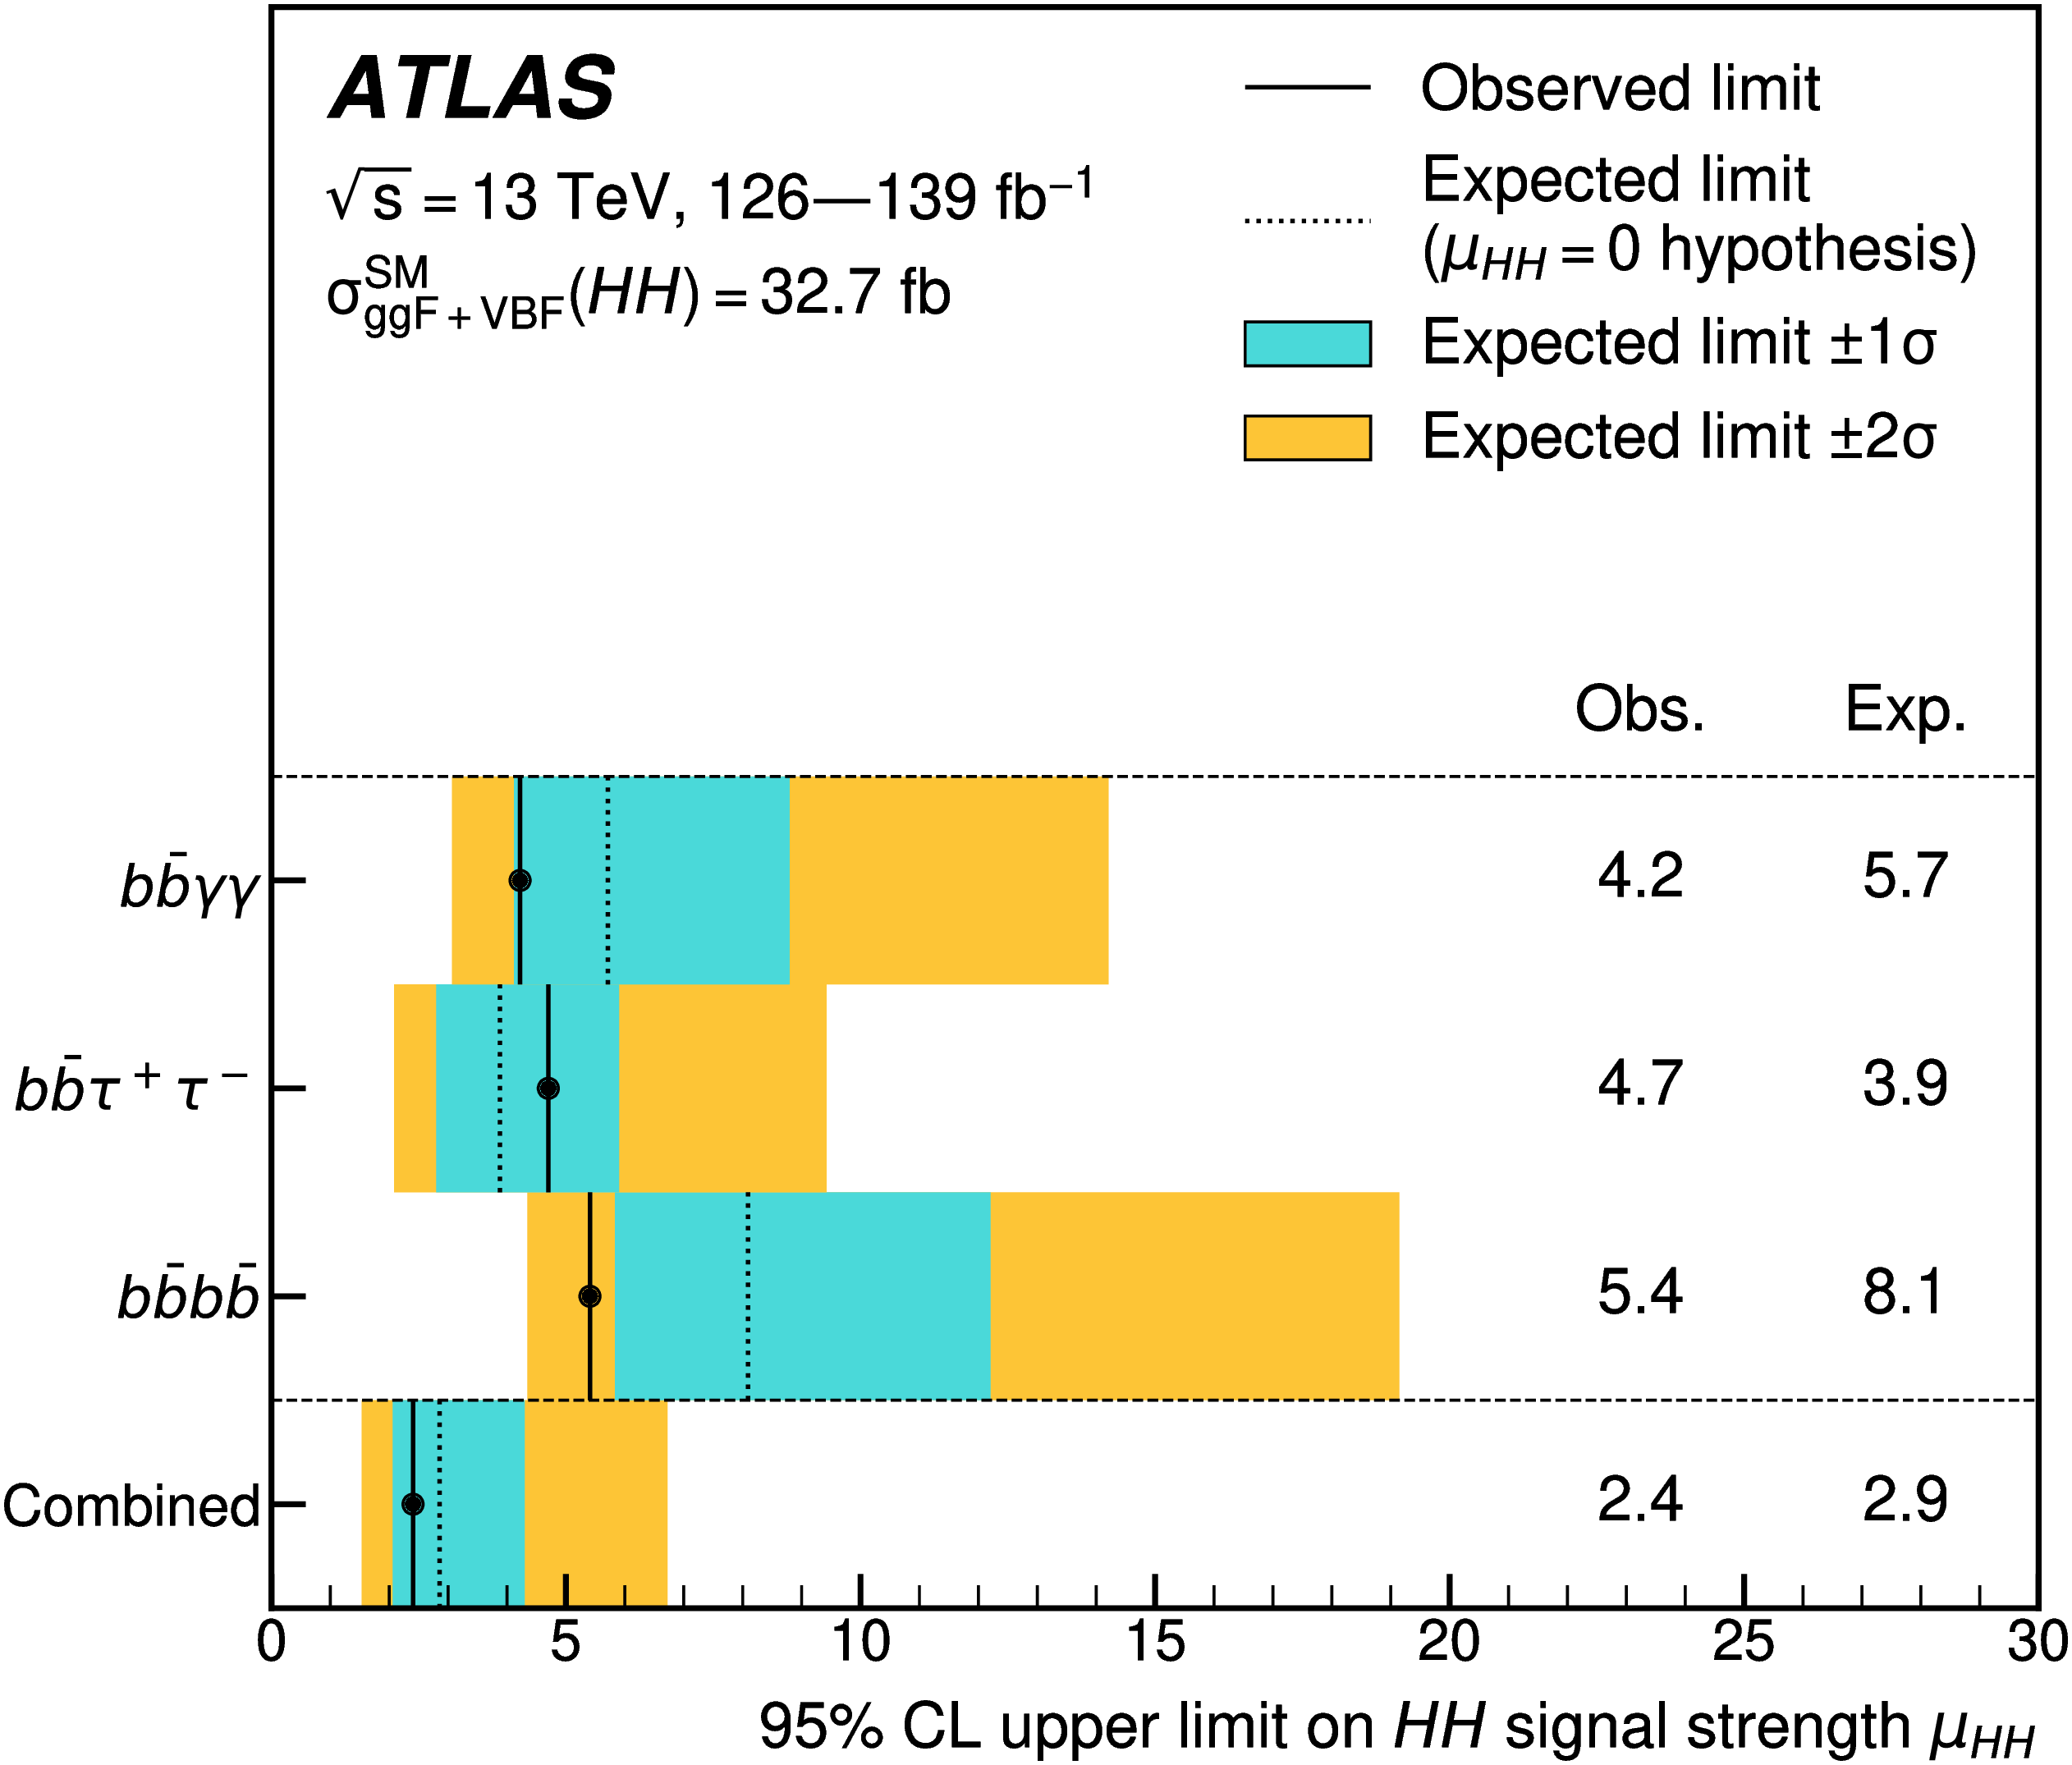 ATLAS
√s = 13 TeV, 126—139 fb⁻¹
σ^SM_ggF + VBF(HH) = 32.7 fb
Observed limit
Expected limit
(μ_HH = 0 hypothesis)
Expected limit ±1σ
Expected limit ±2σ
Obs. Exp.
bb̄γγ 4.2 5.7
bb̄τ⁺τ⁻ 4.7 3.9
bb̄bb̄ 5.4 8.1
Combined 2.4 2.9
0 5 10 15 20 25 30
95% CL upper limit on HH signal strength μ_HH